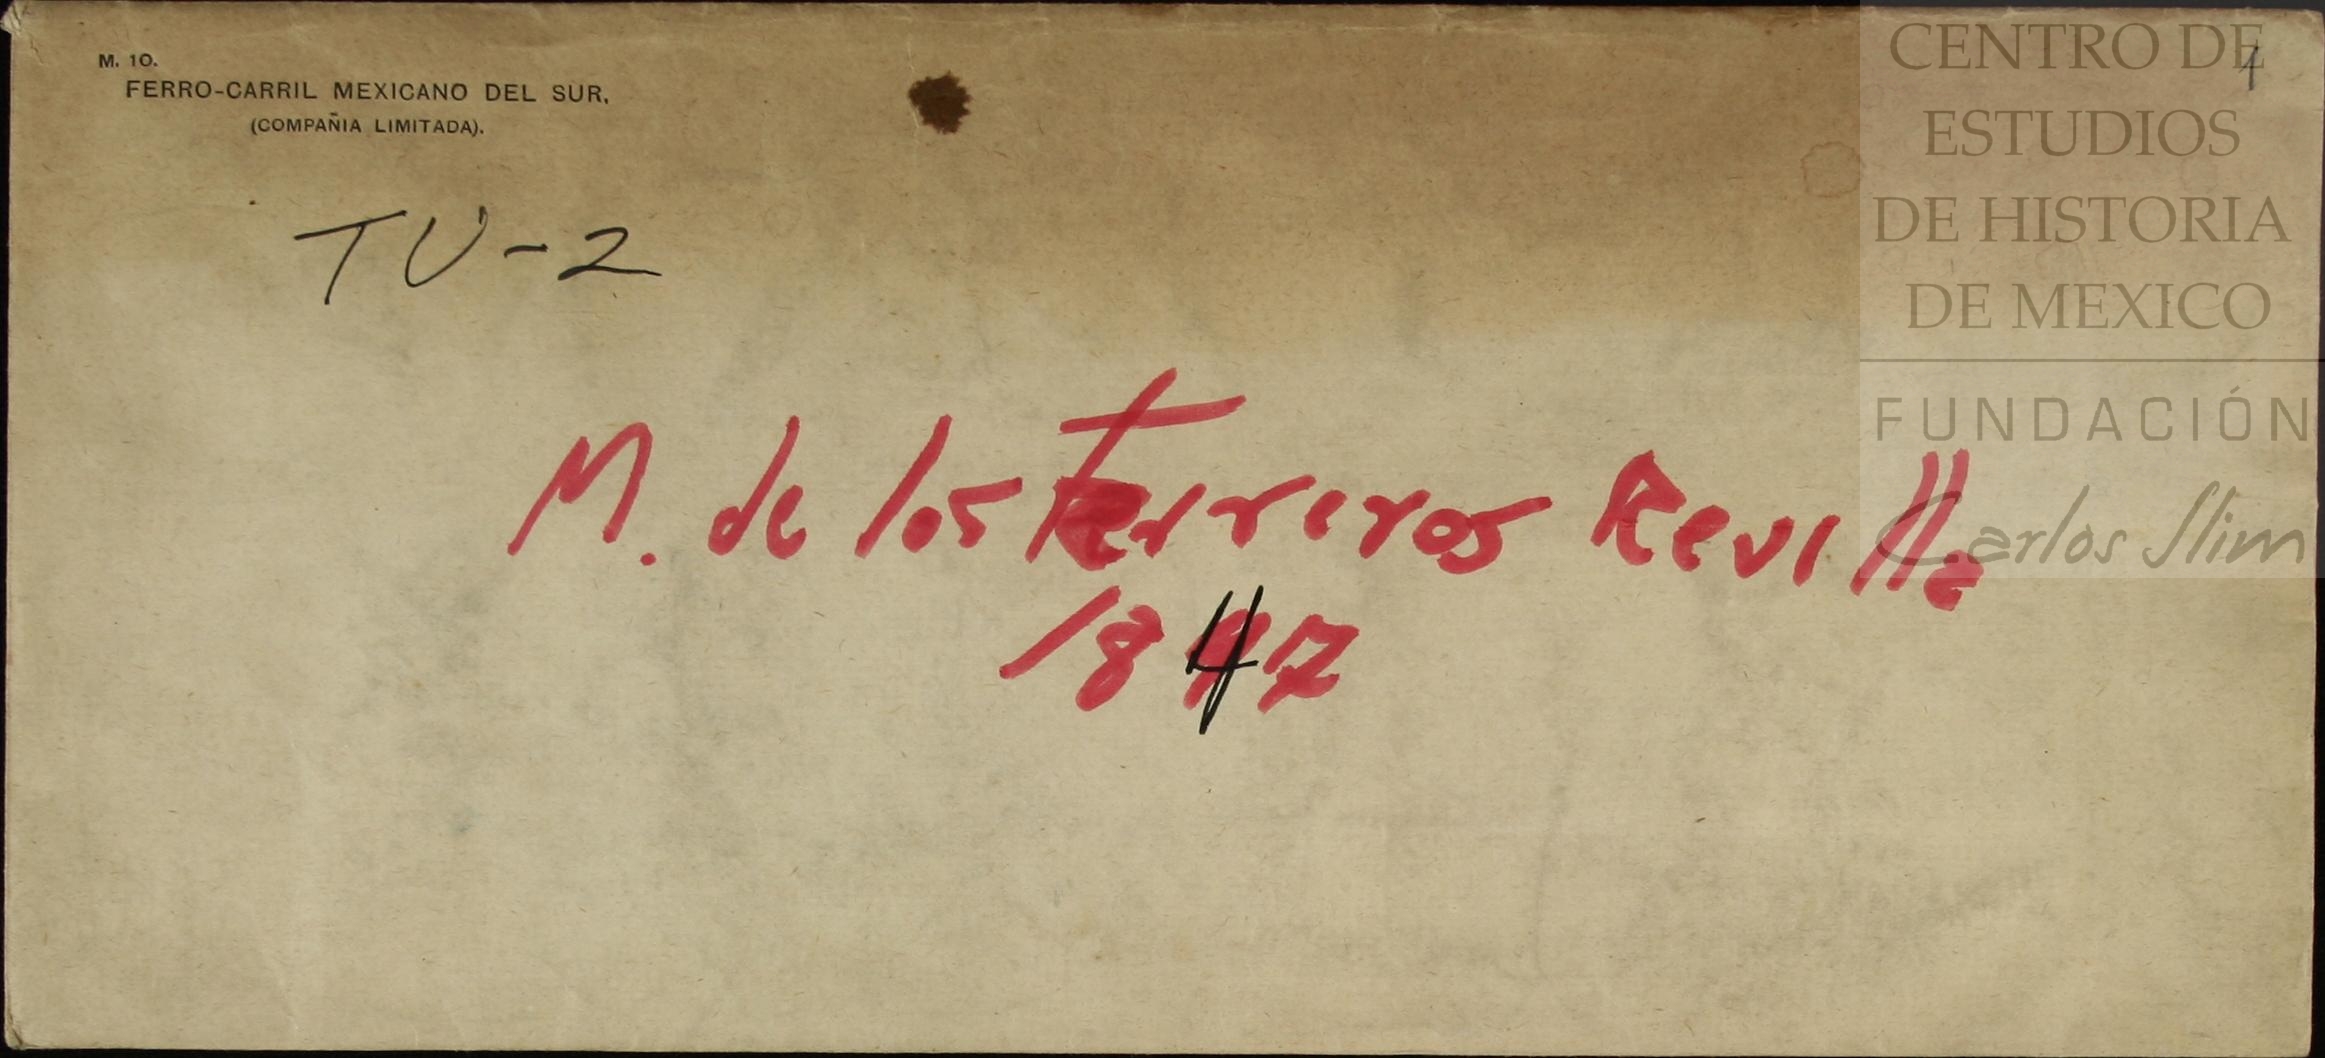 M. 10.
FERRO-CARRIL MEXICANO DEL SUR,
(COMPAÑIA LIMITADA).
1
TU-2
M. de los Terreros Revilla
1847
CENTRO DE
ESTUDIOS
DE HISTORIA
DE MEXICO
FUNDACIÓN
Carlos Slim